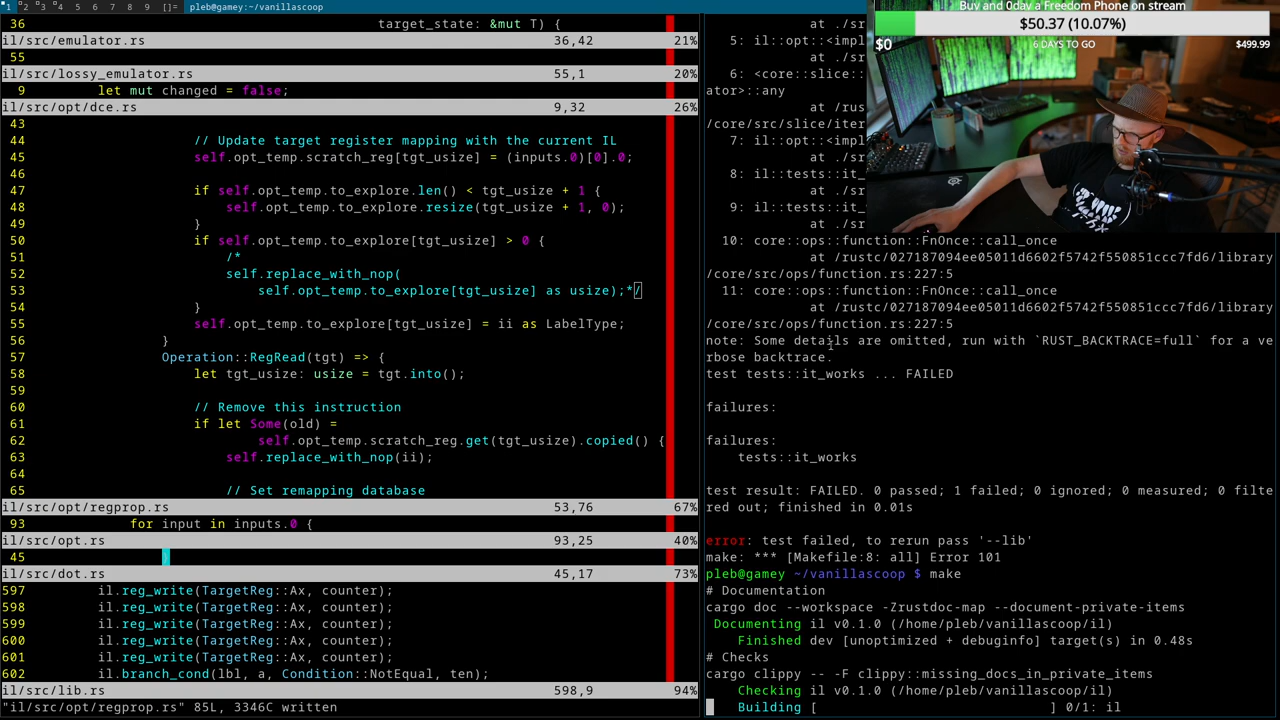 1 2 3 4 5 6 7 8 9 []= pleb@gamey:~/vanillascoop
36 target_state: &mut T) {
il/src/emulator.rs 36,42 21%
55
il/src/lossy_emulator.rs 55,1 20%
9 let mut changed = false;
il/src/opt/dce.rs 9,32 26%
43
44 // Update target register mapping with the current IL
45 self.opt_temp.scratch_reg[tgt_usize] = (inputs.0)[0].0;
46
47 if self.opt_temp.to_explore.len() < tgt_usize + 1 {
48 self.opt_temp.to_explore.resize(tgt_usize + 1, 0);
49 }
50 if self.opt_temp.to_explore[tgt_usize] > 0 {
51 /*
52 self.replace_with_nop(
53 self.opt_temp.to_explore[tgt_usize] as usize);*/
54 }
55 self.opt_temp.to_explore[tgt_usize] = ii as LabelType;
56 }
57 Operation::RegRead(tgt) => {
58 let tgt_usize: usize = tgt.into();
59
60 // Remove this instruction
61 if let Some(old) =
62 self.opt_temp.scratch_reg.get(tgt_usize).copied() {
63 self.replace_with_nop(ii);
64
65 // Set remapping database
il/src/opt/regprop.rs 53,76 67%
93 for input in inputs.0 {
il/src/opt.rs 93,25 40%
45 }
il/src/dot.rs 45,17 73%
597 il.reg_write(TargetReg::Ax, counter);
598 il.reg_write(TargetReg::Ax, counter);
599 il.reg_write(TargetReg::Ax, counter);
600 il.reg_write(TargetReg::Ax, counter);
601 il.reg_write(TargetReg::Ax, counter);
602 il.branch_cond(lbl, a, Condition::NotEqual, ten);
il/src/lib.rs 598,9 94%
"il/src/opt/regprop.rs" 85L, 3346C written
at ./s
5: il::opt::<impl
at ./s
6: <core::slice::
ator>::any
at /rus
/core/src/slice/iter
7: il::opt::<impl
at ./s
8: il::tests::it_
at ./s
9: il::tests::it_
at ./s
10: core::ops::function::FnOnce::call_once
at /rustc/027187094ee05011d6602f5742f550851ccc7fd6/library
/core/src/ops/function.rs:227:5
11: core::ops::function::FnOnce::call_once
at /rustc/027187094ee05011d6602f5742f550851ccc7fd6/library
/core/src/ops/function.rs:227:5
note: Some details are omitted, run with `RUST_BACKTRACE=full` for a ve
rbose backtrace.
test tests::it_works ... FAILED
failures:
failures:
tests::it_works
test result: FAILED. 0 passed; 1 failed; 0 ignored; 0 measured; 0 filte
red out; finished in 0.01s
error: test failed, to rerun pass '--lib'
make: *** [Makefile:8: all] Error 101
pleb@gamey ~/vanillascoop $ make
# Documentation
cargo doc --workspace -Zrustdoc-map --document-private-items
Documenting il v0.1.0 (/home/pleb/vanillascoop/il)
Finished dev [unoptimized + debuginfo] target(s) in 0.48s
# Checks
cargo clippy -- -F clippy::missing_docs_in_private_items
Checking il v0.1.0 (/home/pleb/vanillascoop/il)
Building [ ] 0/1: il
Buy and 0day a Freedom Phone on stream
$50.37 (10.07%)
$0 6 DAYS TO GO $499.99